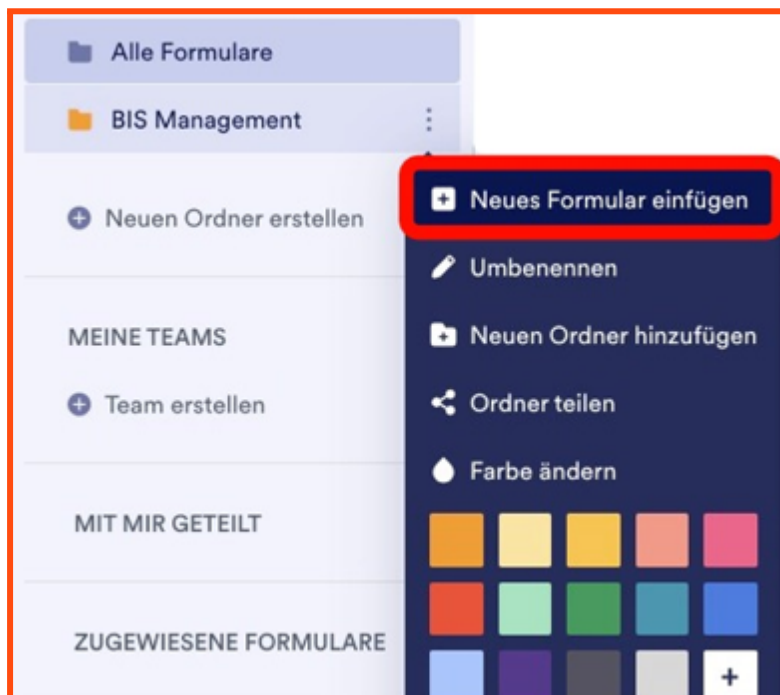 Alle Formulare
BIS Management
Neuen Ordner erstellen
MEINE TEAMS
Team erstellen
MIT MIR GETEILT
ZUGEWIESENE FORMULARE
Neues Formular einfügen
Umbenennen
Neuen Ordner hinzufügen
Ordner teilen
Farbe ändern